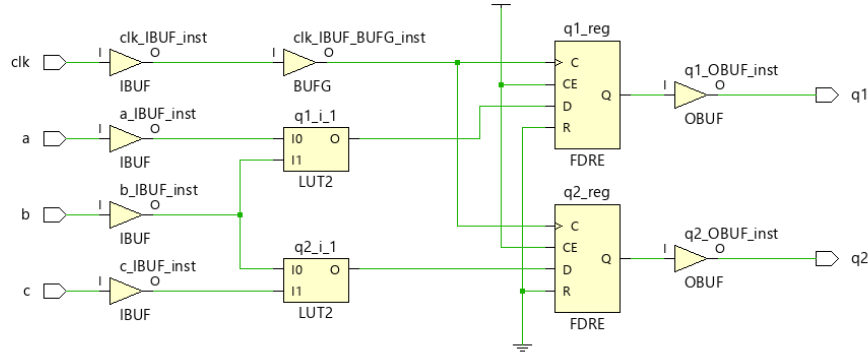 clk
I
clk_IBUF_inst
O
IBUF
I
clk_IBUF_BUFG_inst
O
BUFG
a
I
a_IBUF_inst
O
IBUF
b
I
b_IBUF_inst
O
IBUF
c
I
c_IBUF_inst
O
IBUF
q1_i_1
I0
O
I1
LUT2
q2_i_1
I0
O
I1
LUT2
q1_reg
C
CE
D
R
Q
FDRE
q2_reg
C
CE
D
R
Q
FDRE
I
q1_OBUF_inst
O
OBUF
q1
I
q2_OBUF_inst
O
OBUF
q2